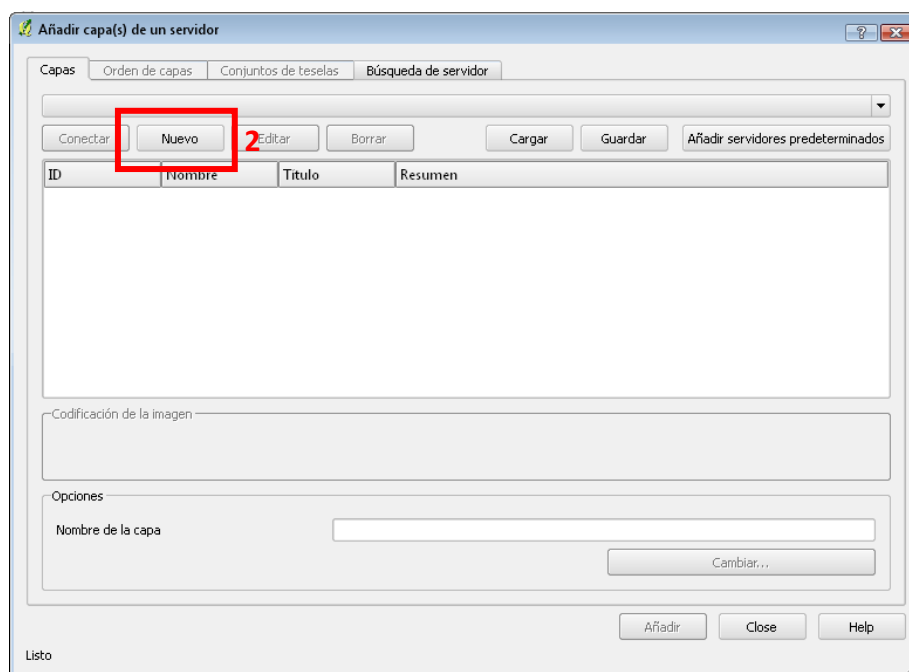 Añadir capa(s) de un servidor
?
Capas Orden de capas Conjuntos de teselas Búsqueda de servidor
Conectar Nuevo 2 Editar Borrar Cargar Guardar Añadir servidores predeterminados
ID Nombre Titulo Resumen
Codificación de la imagen
Opciones
Nombre de la capa
Cambiar...
Añadir Close Help
Listo